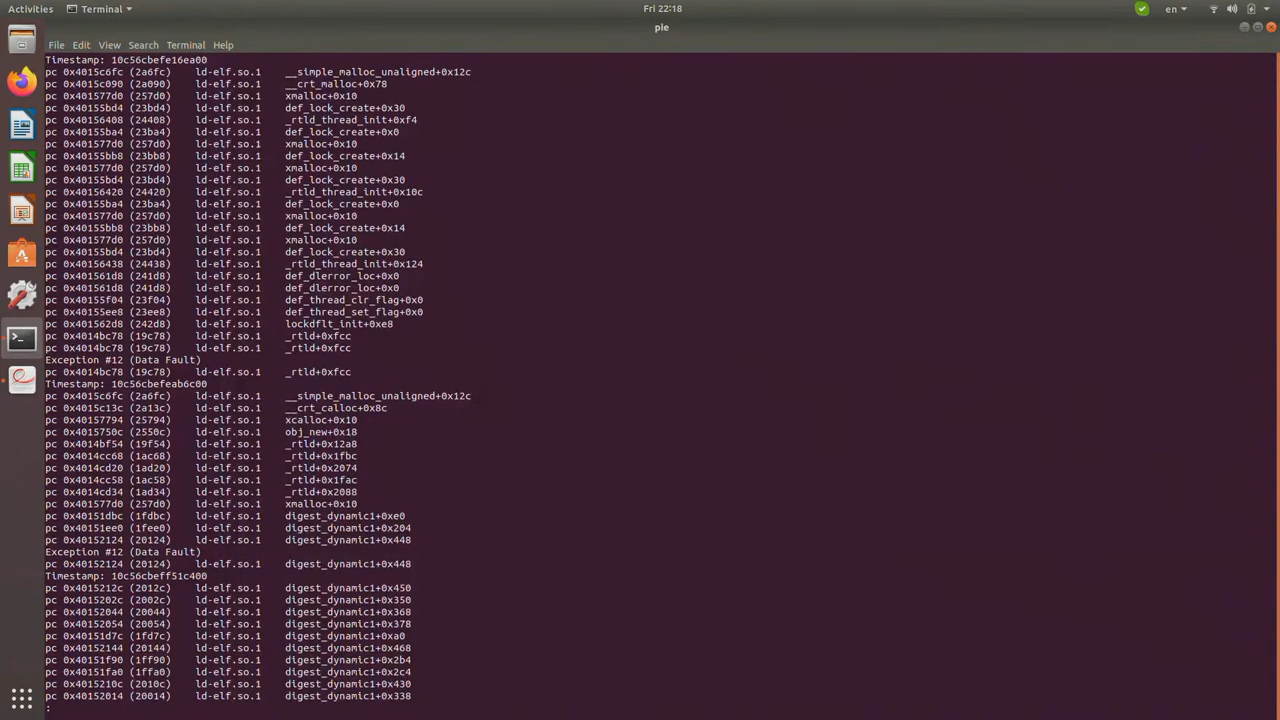 Activities Terminal Fri 22:18 en
pie
File Edit View Search Terminal Help
Timestamp: 10c56cbefe16ea00
pc 0x4015c6fc (2a6fc) ld-elf.so.1 __simple_malloc_unaligned+0x12c
pc 0x4015c090 (2a090) ld-elf.so.1 __crt_malloc+0x78
pc 0x401577d0 (257d0) ld-elf.so.1 xmalloc+0x10
pc 0x40155bd4 (23bd4) ld-elf.so.1 def_lock_create+0x30
pc 0x40156408 (24408) ld-elf.so.1 _rtld_thread_init+0xf4
pc 0x40155ba4 (23ba4) ld-elf.so.1 def_lock_create+0x0
pc 0x401577d0 (257d0) ld-elf.so.1 xmalloc+0x10
pc 0x40155bb8 (23bb8) ld-elf.so.1 def_lock_create+0x14
pc 0x401577d0 (257d0) ld-elf.so.1 xmalloc+0x10
pc 0x40155bd4 (23bd4) ld-elf.so.1 def_lock_create+0x30
pc 0x40156420 (24420) ld-elf.so.1 _rtld_thread_init+0x10c
pc 0x40155ba4 (23ba4) ld-elf.so.1 def_lock_create+0x0
pc 0x401577d0 (257d0) ld-elf.so.1 xmalloc+0x10
pc 0x40155bb8 (23bb8) ld-elf.so.1 def_lock_create+0x14
pc 0x401577d0 (257d0) ld-elf.so.1 xmalloc+0x10
pc 0x40155bd4 (23bd4) ld-elf.so.1 def_lock_create+0x30
pc 0x40156438 (24438) ld-elf.so.1 _rtld_thread_init+0x124
pc 0x401561d8 (241d8) ld-elf.so.1 def_dlerror_loc+0x0
pc 0x401561d8 (241d8) ld-elf.so.1 def_dlerror_loc+0x0
pc 0x40155f04 (23f04) ld-elf.so.1 def_thread_clr_flag+0x0
pc 0x40155ee8 (23ee8) ld-elf.so.1 def_thread_set_flag+0x0
pc 0x401562d8 (242d8) ld-elf.so.1 lockdflt_init+0xe8
pc 0x4014bc78 (19c78) ld-elf.so.1 _rtld+0xfcc
pc 0x4014bc78 (19c78) ld-elf.so.1 _rtld+0xfcc
Exception #12 (Data Fault)
pc 0x4014bc78 (19c78) ld-elf.so.1 _rtld+0xfcc
Timestamp: 10c56cbefeab6c00
pc 0x4015c6fc (2a6fc) ld-elf.so.1 __simple_malloc_unaligned+0x12c
pc 0x4015c13c (2a13c) ld-elf.so.1 __crt_calloc+0x8c
pc 0x40157794 (25794) ld-elf.so.1 xcalloc+0x10
pc 0x4015750c (2550c) ld-elf.so.1 obj_new+0x18
pc 0x4014bf54 (19f54) ld-elf.so.1 _rtld+0x12a8
pc 0x4014cc68 (1ac68) ld-elf.so.1 _rtld+0x1fbc
pc 0x4014cd20 (1ad20) ld-elf.so.1 _rtld+0x2074
pc 0x4014cc58 (1ac58) ld-elf.so.1 _rtld+0x1fac
pc 0x4014cd34 (1ad34) ld-elf.so.1 _rtld+0x2088
pc 0x401577d0 (257d0) ld-elf.so.1 xmalloc+0x10
pc 0x40151dbc (1fdbc) ld-elf.so.1 digest_dynamic1+0xe0
pc 0x40151ee0 (1fee0) ld-elf.so.1 digest_dynamic1+0x204
pc 0x40152124 (20124) ld-elf.so.1 digest_dynamic1+0x448
Exception #12 (Data Fault)
pc 0x40152124 (20124) ld-elf.so.1 digest_dynamic1+0x448
Timestamp: 10c56cbeff51c400
pc 0x4015212c (2012c) ld-elf.so.1 digest_dynamic1+0x450
pc 0x4015202c (2002c) ld-elf.so.1 digest_dynamic1+0x350
pc 0x40152044 (20044) ld-elf.so.1 digest_dynamic1+0x368
pc 0x40152054 (20054) ld-elf.so.1 digest_dynamic1+0x378
pc 0x40151d7c (1fd7c) ld-elf.so.1 digest_dynamic1+0xa0
pc 0x40152144 (20144) ld-elf.so.1 digest_dynamic1+0x468
pc 0x40151f90 (1ff90) ld-elf.so.1 digest_dynamic1+0x2b4
pc 0x40151fa0 (1ffa0) ld-elf.so.1 digest_dynamic1+0x2c4
pc 0x4015210c (2010c) ld-elf.so.1 digest_dynamic1+0x430
pc 0x40152014 (20014) ld-elf.so.1 digest_dynamic1+0x338
: